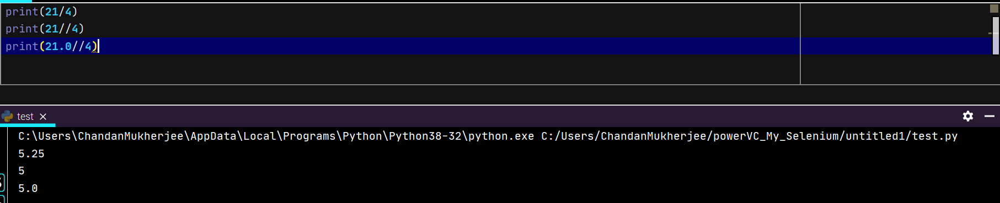 print(21/4)
print(21//4)
print(21.0//4)
test
C:\Users\ChandanMukherjee\AppData\Local\Programs\Python\Python38-32\python.exe C:/Users/ChandanMukherjee/powerVC_My_Selenium/untitled1/test.py
5.25
5
5.0